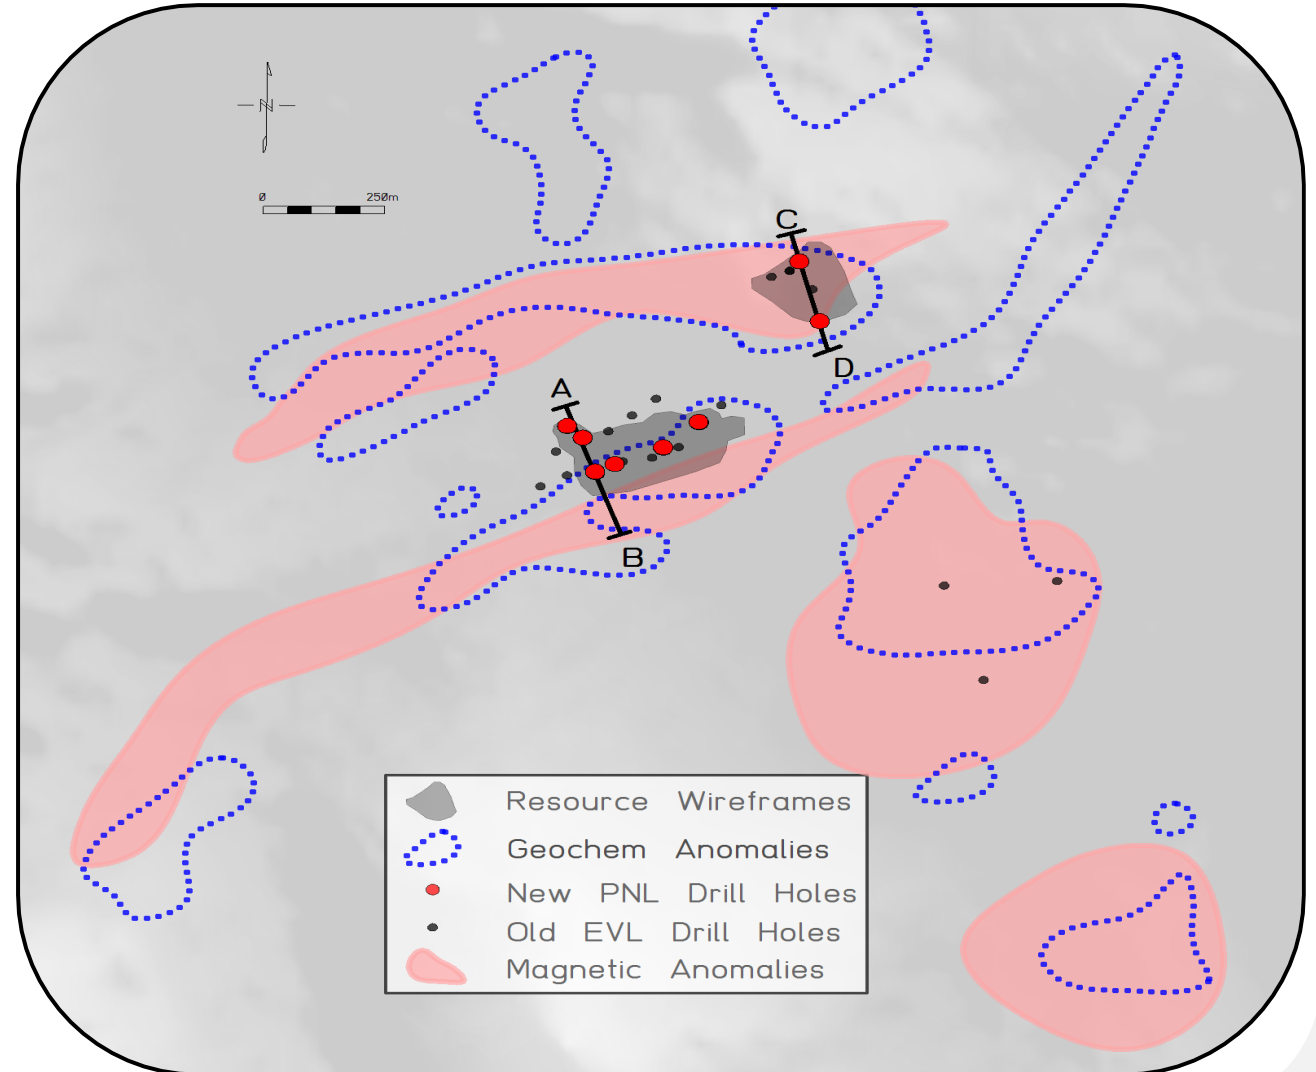 N
0 250m
C
D
A
B
Resource Wireframes
Geochem Anomalies
New PNL Drill Holes
Old EVL Drill Holes
Magnetic Anomalies